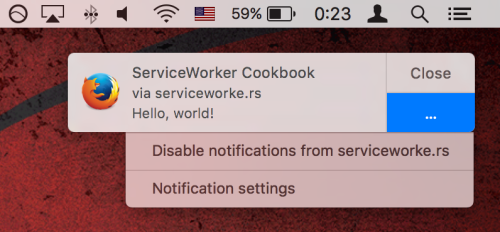 59% 0:23
ServiceWorker Cookbook
via serviceworke.rs
Hello, world!
Close
...
Disable notifications from serviceworke.rs
Notification settings